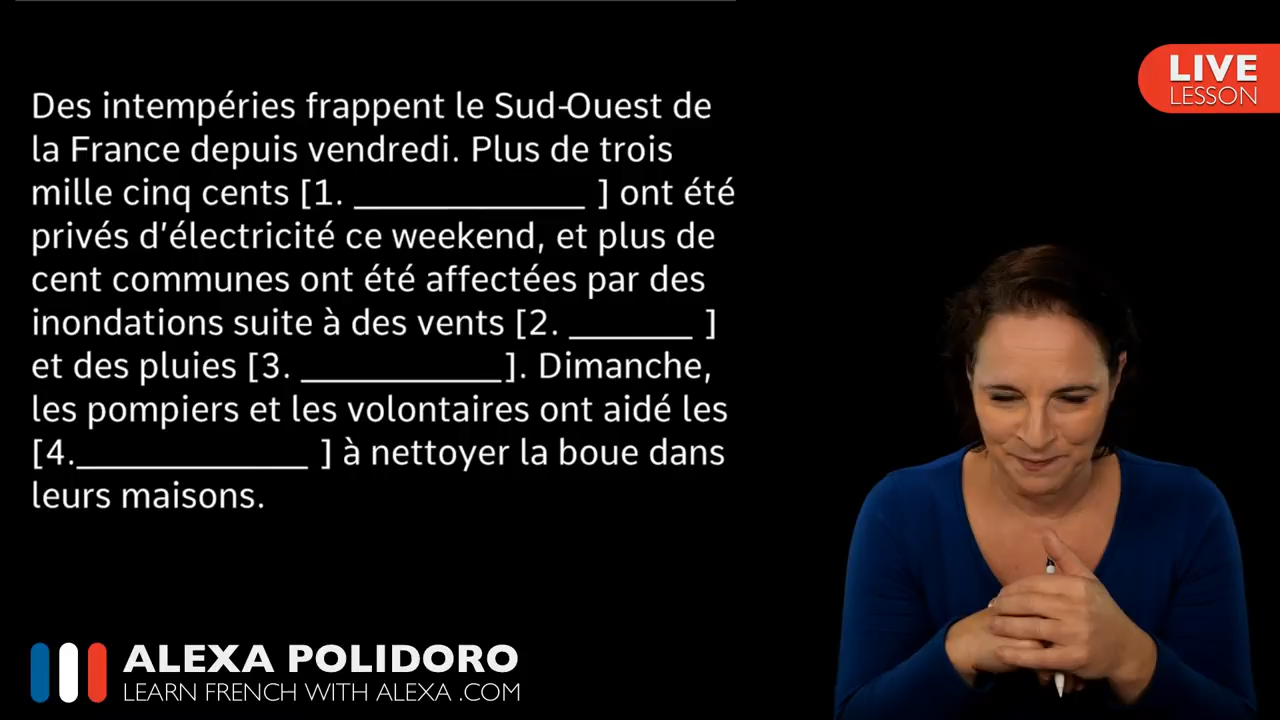 Des intempéries frappent le Sud-Ouest de
la France depuis vendredi. Plus de trois
mille cinq cents [1. _____________ ] ont été
privés d'électricité ce weekend, et plus de
cent communes ont été affectées par des
inondations suite à des vents [2. _______ ]
et des pluies [3. ___________]. Dimanche,
les pompiers et les volontaires ont aidé les
[4._____________ ] à nettoyer la boue dans
leurs maisons.
LIVE
LESSON
ALEXA POLIDORO
LEARN FRENCH WITH ALEXA .COM